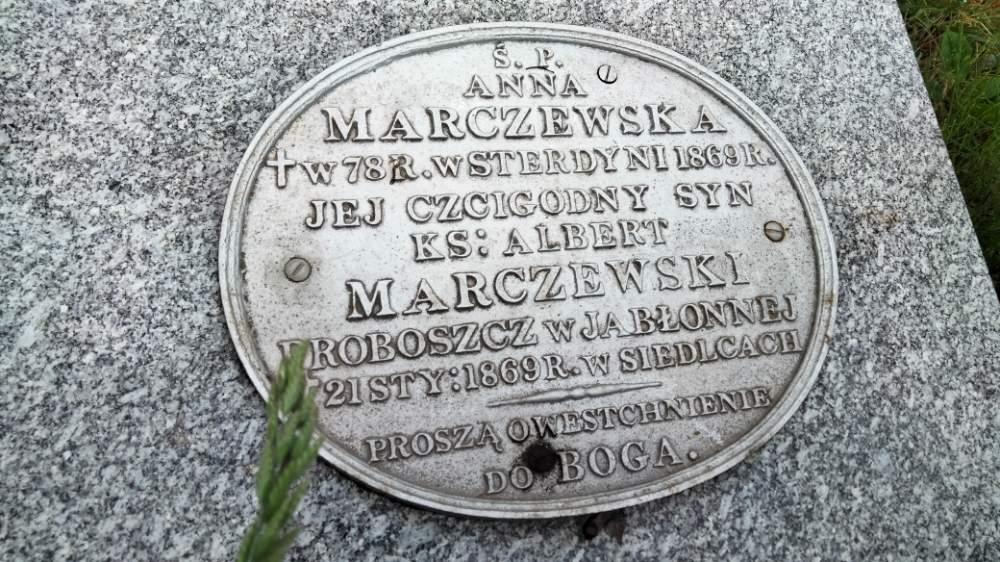 Ś. P.
ANNA
MARCZEWSKA
✝ W 78 R. W STERDYNI 1869 R.
JEJ CZCIGODNY SYN
KS: ALBERT
MARCZEWSKI
PROBOSZCZ W JABŁONNEJ
✝ 21 STY: 1869 R. W SIEDLCACH
PROSZĄ O WESTCHNIENIE
DO BOGA.